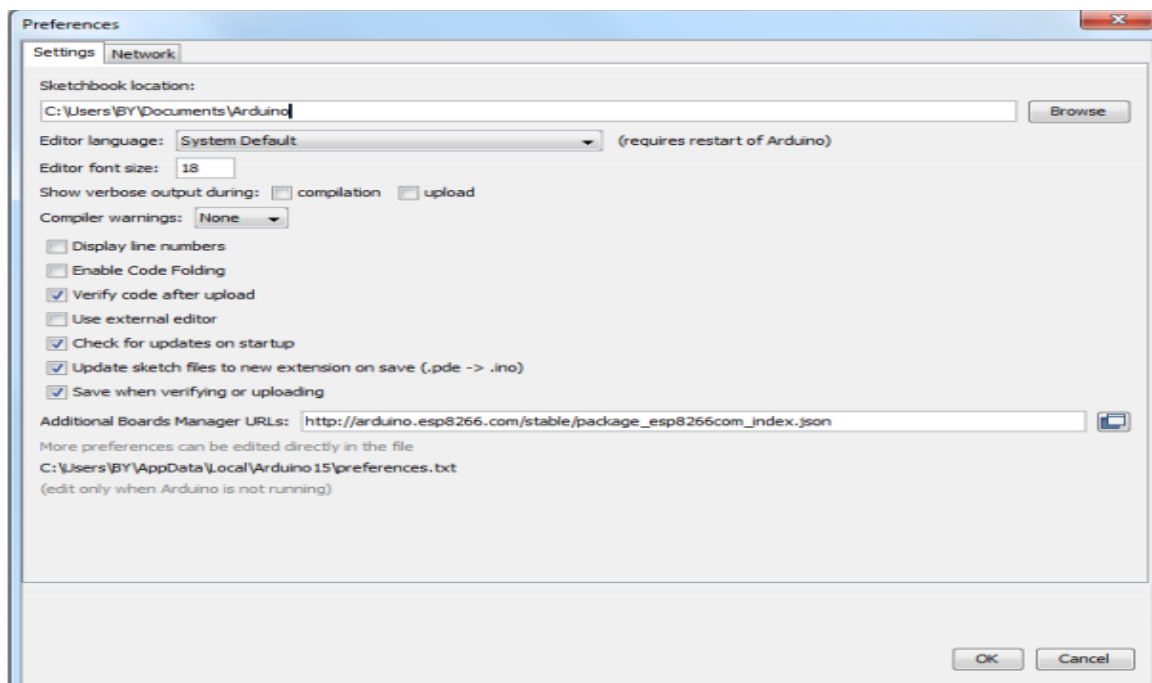 Preferences
Settings Network
Sketchbook location:
C:\Users\BY\Documents\Arduino Browse
Editor language: System Default (requires restart of Arduino)
Editor font size: 18
Show verbose output during: compilation upload
Compiler warnings: None
Display line numbers
Enable Code Folding
Verify code after upload
Use external editor
Check for updates on startup
Update sketch files to new extension on save (.pde -> .ino)
Save when verifying or uploading
Additional Boards Manager URLs: http://arduino.esp8266.com/stable/package_esp8266com_index.json
More preferences can be edited directly in the file
C:\Users\BY\AppData\Local\Arduino15\preferences.txt
(edit only when Arduino is not running)
OK Cancel